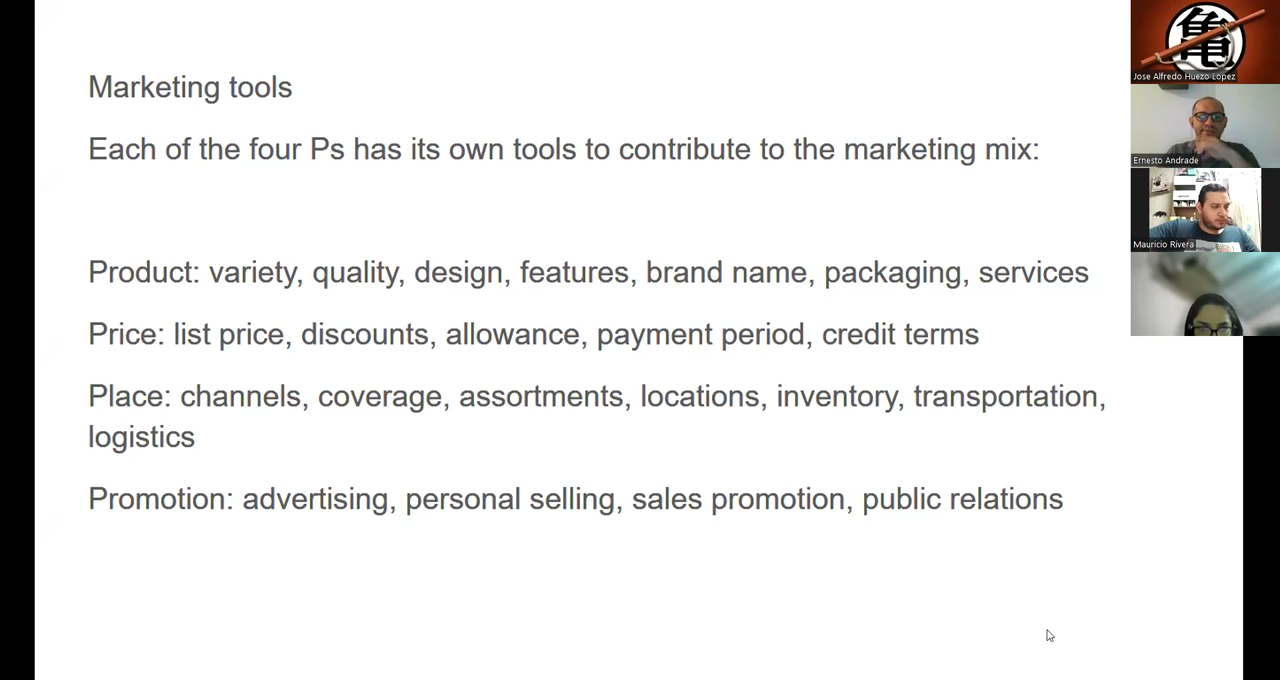 Marketing tools
Each of the four Ps has its own tools to contribute to the marketing mix:
Product: variety, quality, design, features, brand name, packaging, services
Price: list price, discounts, allowance, payment period, credit terms
Place: channels, coverage, assortments, locations, inventory, transportation,
logistics
Promotion: advertising, personal selling, sales promotion, public relations
亀
Jose Alfredo Huezo Lopez
Ernesto Andrade
Mauricio Rivera